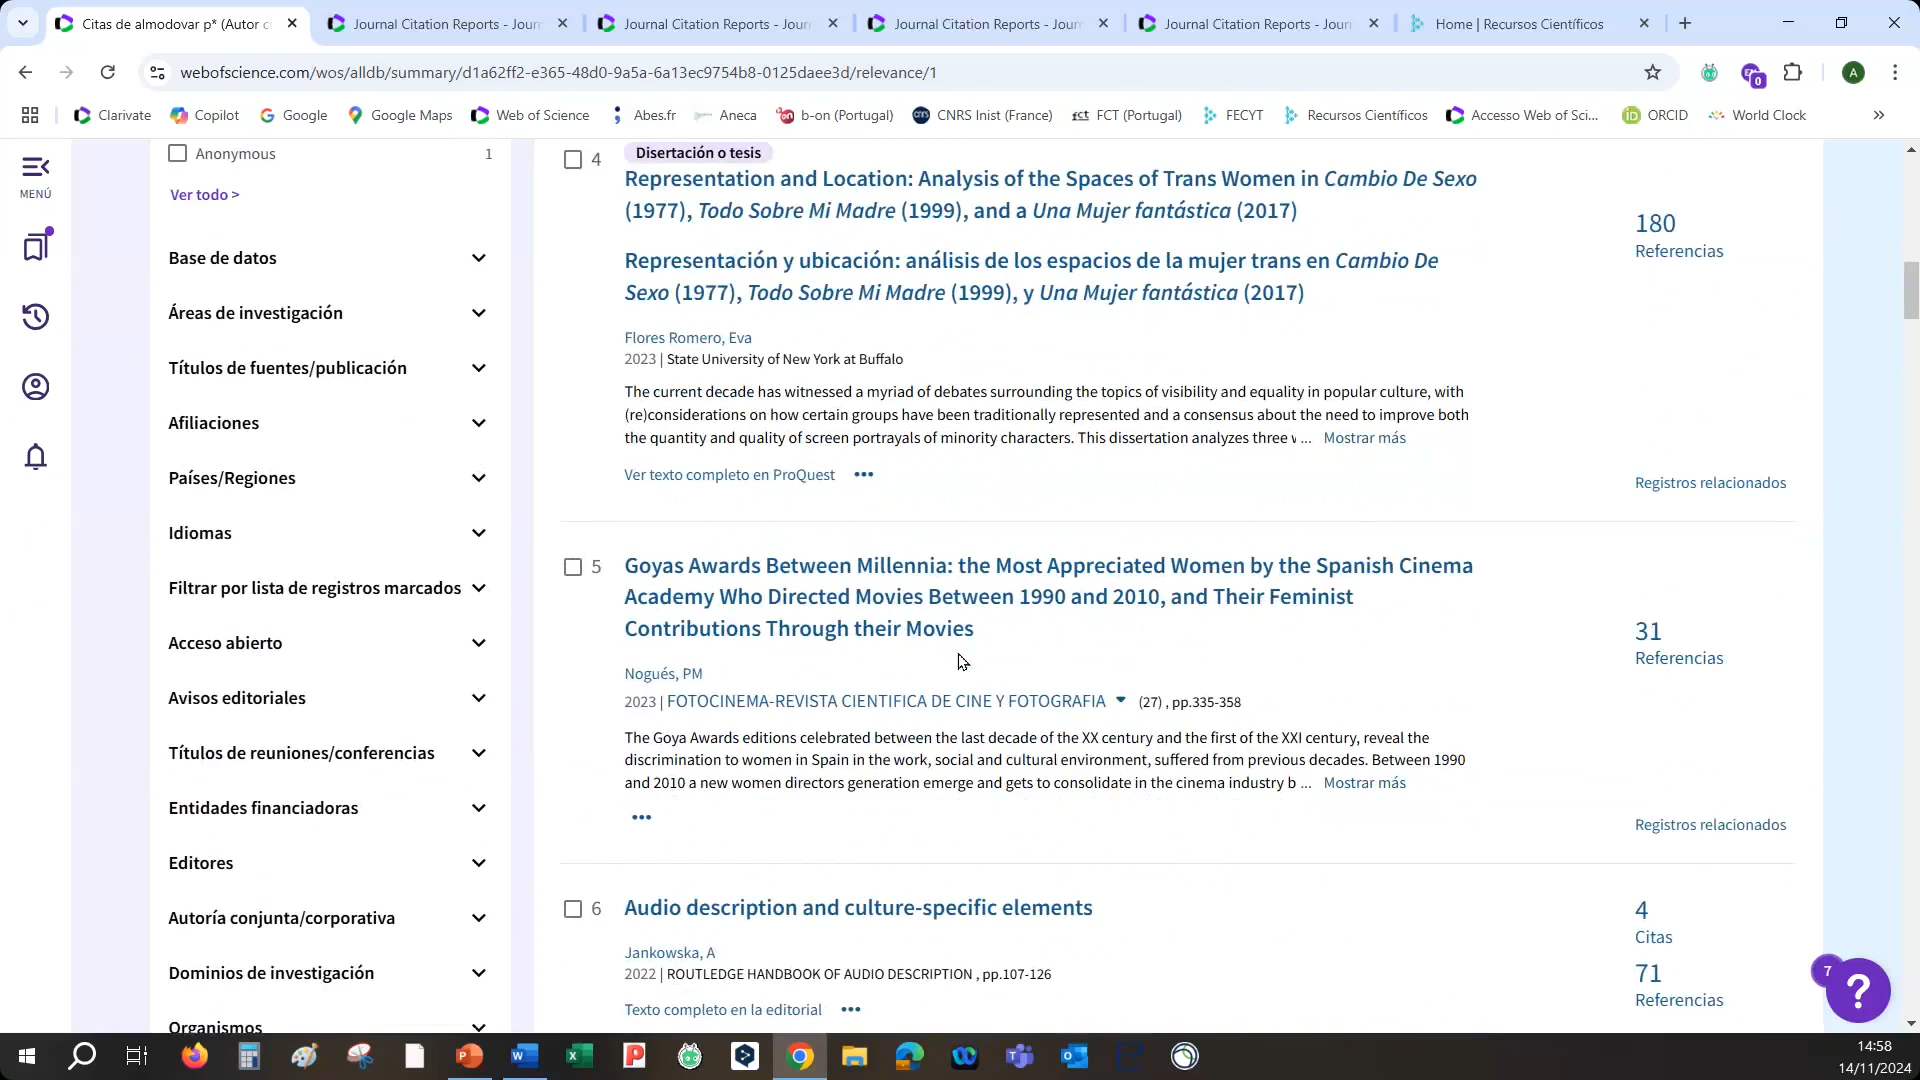 Citas de almodovar p* (Autor c
Journal Citation Reports - Jour
Journal Citation Reports - Jour
Journal Citation Reports - Jour
Journal Citation Reports - Jour
Home | Recursos Científicos
webofscience.com/wos/alldb/summary/d1a62ff2-e365-48d0-9a5a-6a13ec9754b8-0125daee3d/relevance/1
0
A
Clarivate
Copilot
Google
Google Maps
Web of Science
Abes.fr
Aneca
b-on (Portugal)
CNRS Inist (France)
fct FCT (Portugal)
FECYT
Recursos Científicos
Accesso Web of Sci...
iD ORCID
World Clock
MENÚ
Anonymous 1
Ver todo >
Base de datos
Áreas de investigación
Títulos de fuentes/publicación
Afiliaciones
Países/Regiones
Idiomas
Filtrar por lista de registros marcados
Acceso abierto
Avisos editoriales
Títulos de reuniones/conferencias
Entidades financiadoras
Editores
Autoría conjunta/corporativa
Dominios de investigación
Organismos
4 Disertación o tesis
Representation and Location: Analysis of the Spaces of Trans Women in Cambio De Sexo
(1977), Todo Sobre Mi Madre (1999), and a Una Mujer fantástica (2017)
Representación y ubicación: análisis de los espacios de la mujer trans en Cambio De
Sexo (1977), Todo Sobre Mi Madre (1999), y Una Mujer fantástica (2017)
Flores Romero, Eva
2023 | State University of New York at Buffalo
The current decade has witnessed a myriad of debates surrounding the topics of visibility and equality in popular culture, with
(re)considerations on how certain groups have been traditionally represented and a consensus about the need to improve both
the quantity and quality of screen portrayals of minority characters. This dissertation analyzes three v ... Mostrar más
Ver texto completo en ProQuest •••
180
Referencias
Registros relacionados
5 Goyas Awards Between Millennia: the Most Appreciated Women by the Spanish Cinema
Academy Who Directed Movies Between 1990 and 2010, and Their Feminist
Contributions Through their Movies
Nogués, PM
2023 | FOTOCINEMA-REVISTA CIENTIFICA DE CINE Y FOTOGRAFIA (27) , pp.335-358
The Goya Awards editions celebrated between the last decade of the XX century and the first of the XXI century, reveal the
discrimination to women in Spain in the work, social and cultural environment, suffered from previous decades. Between 1990
and 2010 a new women directors generation emerge and gets to consolidate in the cinema industry b ... Mostrar más
•••
31
Referencias
Registros relacionados
6 Audio description and culture-specific elements
Jankowska, A
2022 | ROUTLEDGE HANDBOOK OF AUDIO DESCRIPTION , pp.107-126
Texto completo en la editorial •••
4
Citas
71
Referencias
7
?
14:58
14/11/2024